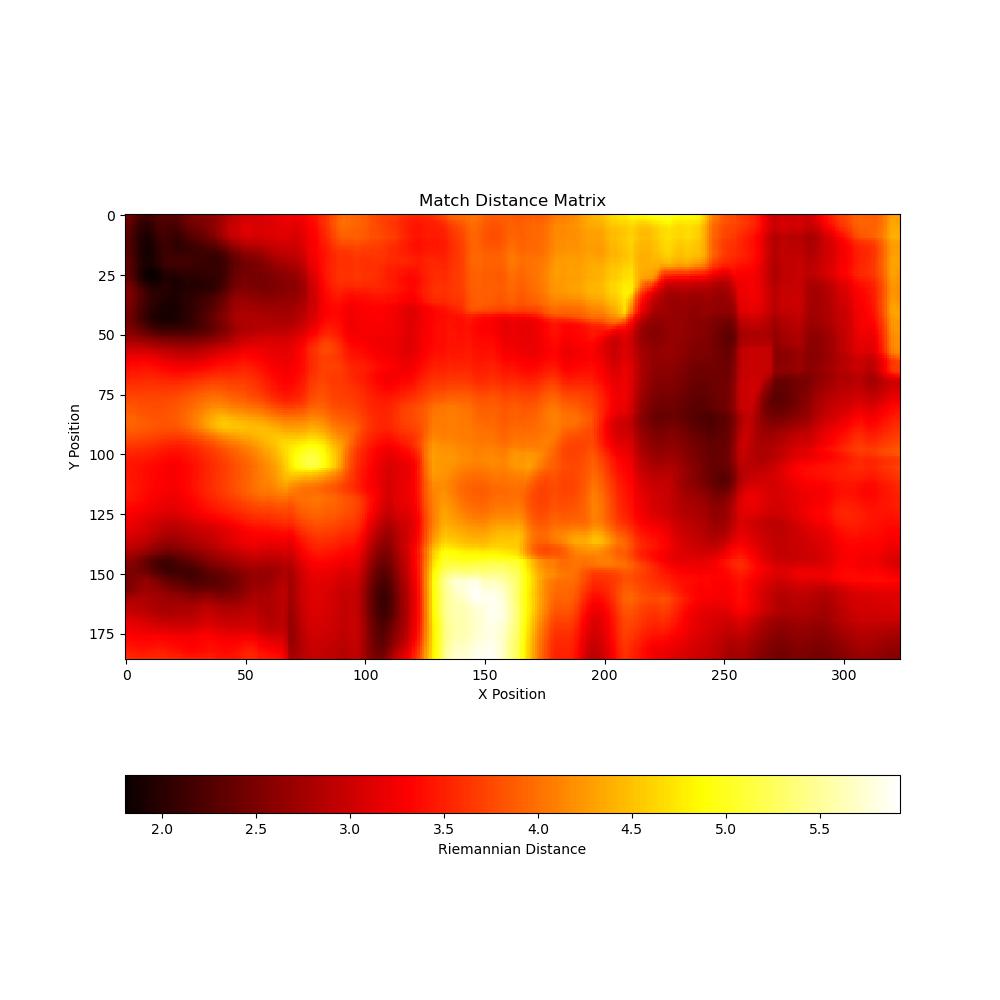 Match Distance Matrix
0
25
50
75
100
125
150
175
Y Position
0 50 100 150 200 250 300
X Position
2.0 2.5 3.0 3.5 4.0 4.5 5.0 5.5
Riemannian Distance